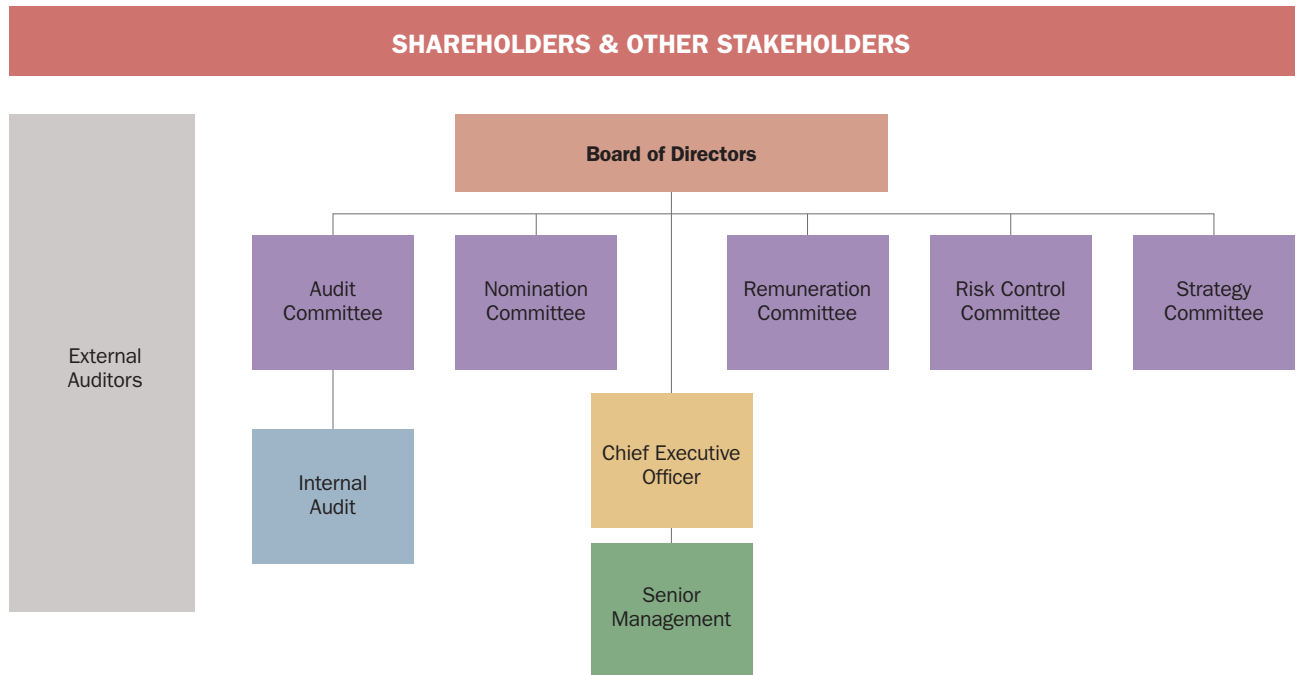 SHAREHOLDERS & OTHER STAKEHOLDERS
Board of Directors
Audit
Committee
Nomination
Committee
Remuneration
Committee
Risk Control
Committee
Strategy
Committee
External
Auditors
Chief Executive
Officer
Internal
Audit
Senior
Management